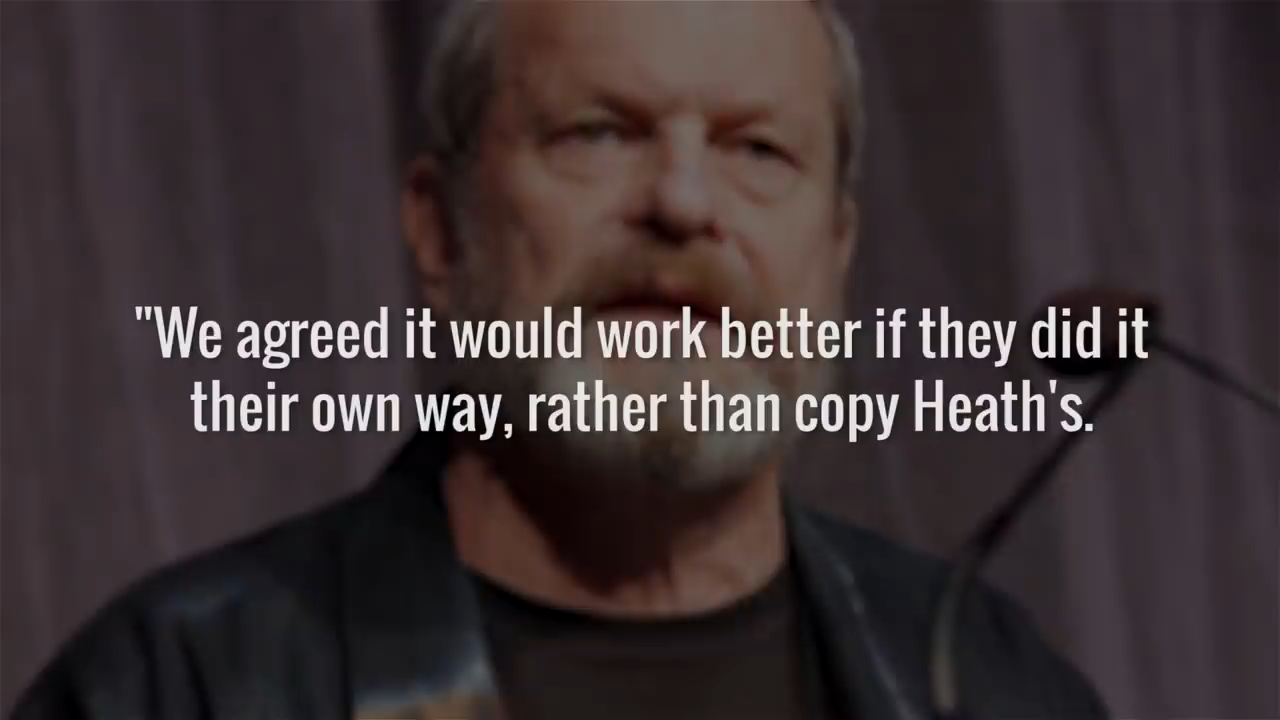 "We agreed it would work better if they did it
their own way, rather than copy Heath's.